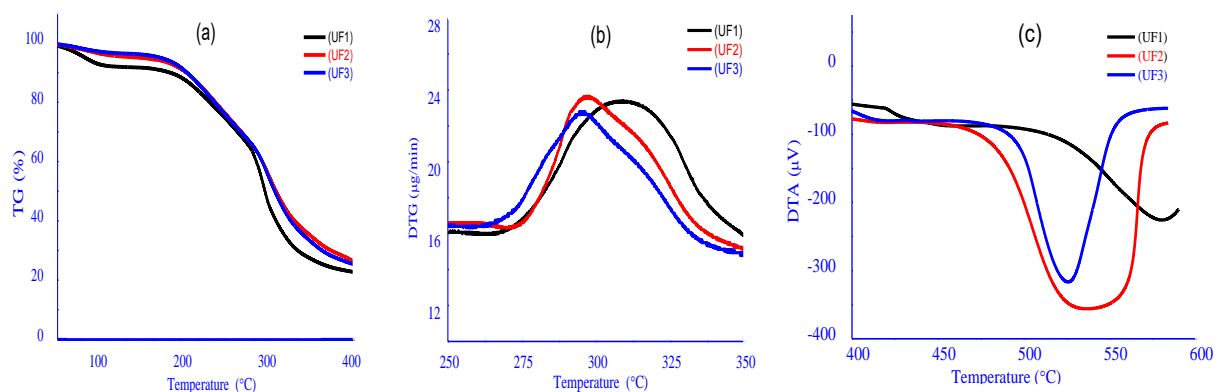 (a)
(UF1)
(UF2)
(UF3)
TG (%)
100
80
60
40
20
0
100 200 300 400
Temperature (°C)
(b)
(UF1)
(UF2)
(UF3)
DTG (µg/min)
28
24
20
16
12
250 275 300 325 350
Temperature (°C)
(c)
(UF1)
(UF2)
(UF3)
DTA (µV)
0
-100
-200
-300
-400
400 450 500 550 600
Temperature (°C)